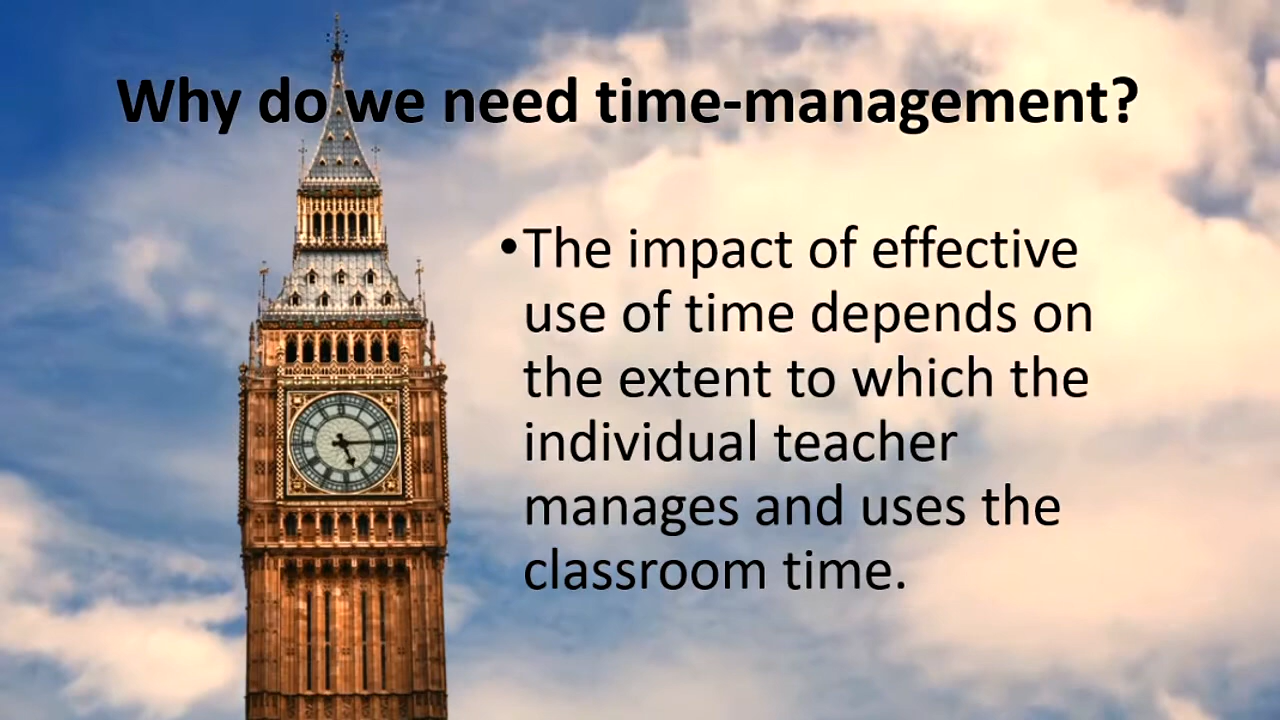 Why do we need time-management?
•The impact of effective
use of time depends on
the extent to which the
individual teacher
manages and uses the
classroom time.